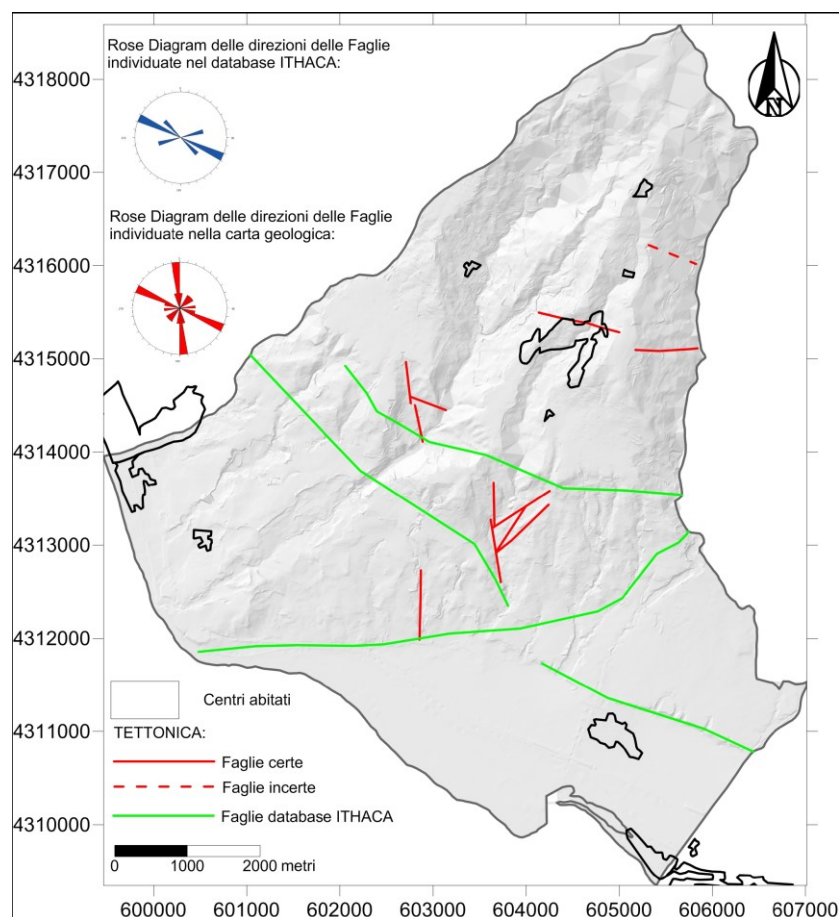 Rose Diagram delle direzioni delle Faglie
individuate nel database ITHACA:
Rose Diagram delle direzioni delle Faglie
individuate nella carta geologica:
N
4318000
4317000
4316000
4315000
4314000
4313000
4312000
4311000
4310000
Centri abitati
TETTONICA:
Faglie certe
Faglie incerte
Faglie database ITHACA
0 1000 2000 metri
600000 601000 602000 603000 604000 605000 606000 607000